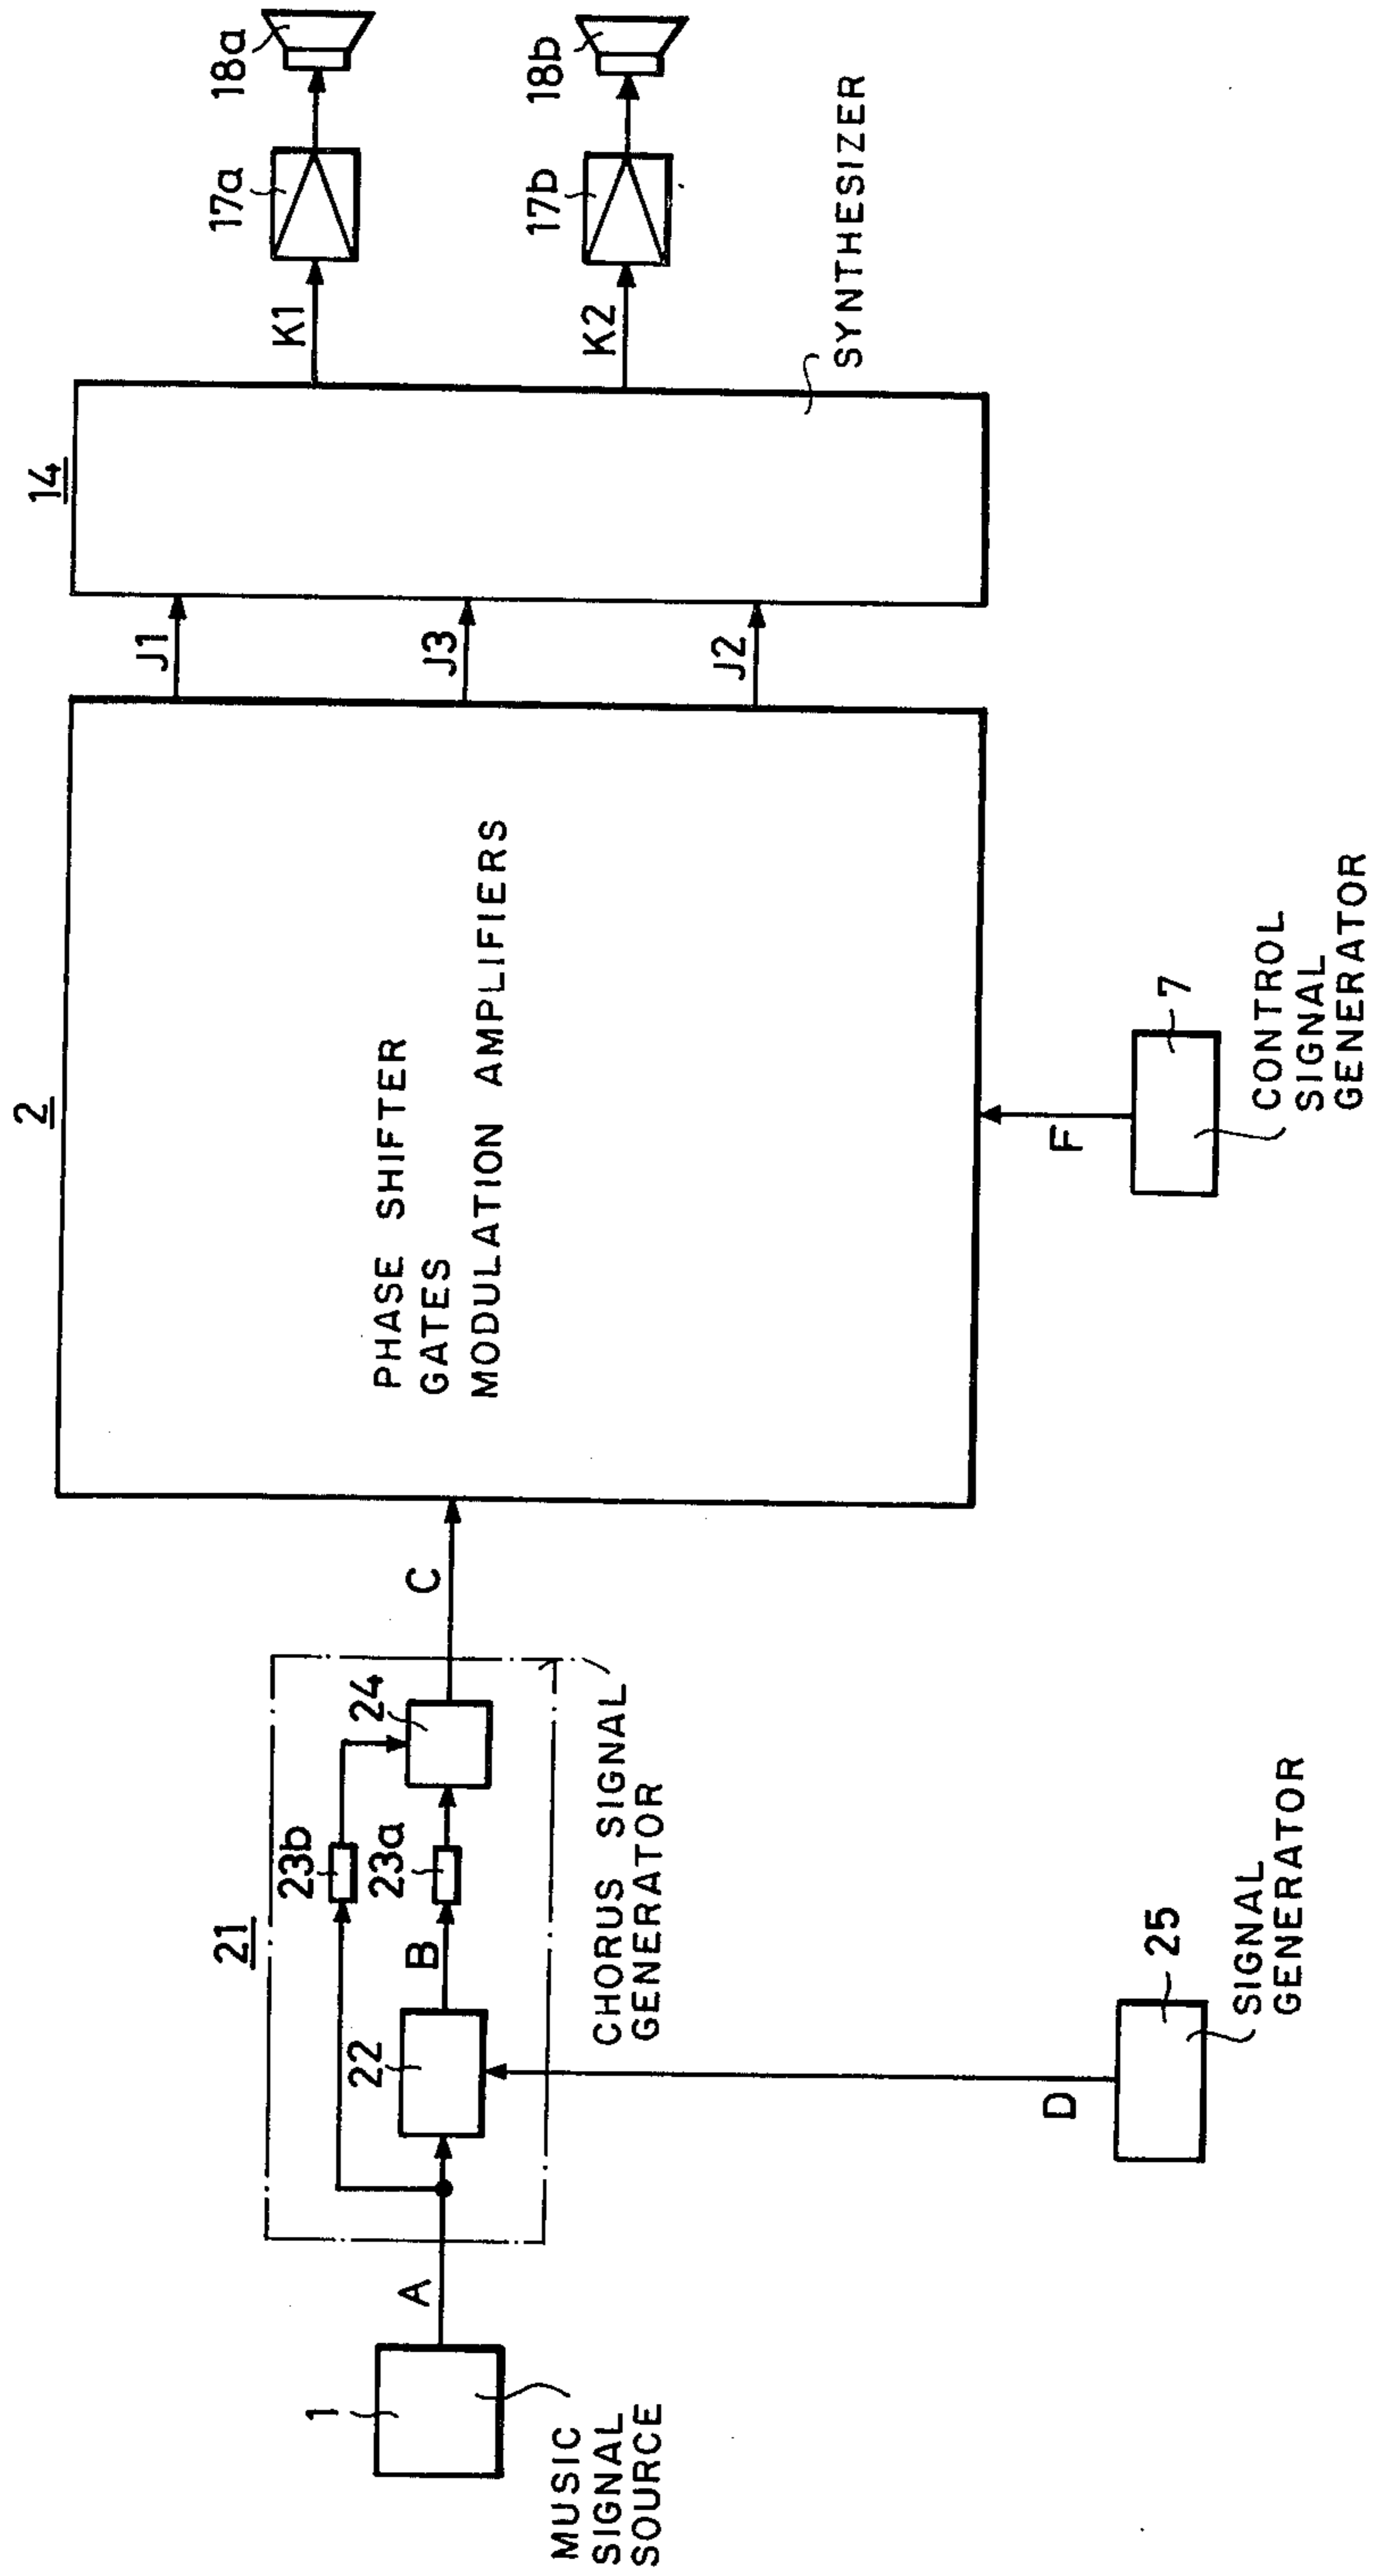 1
MUSIC
SIGNAL
SOURCE
A
21
22
B
23b
23a
24
CHORUS SIGNAL
GENERATOR
D
25
SIGNAL
GENERATOR
C
2
PHASE SHIFTER
GATES
MODULATION AMPLIFIERS
F
7
CONTROL
SIGNAL
GENERATOR
J1
J3
J2
14
SYNTHESIZER
K1
K2
17a
17b
18a
18b